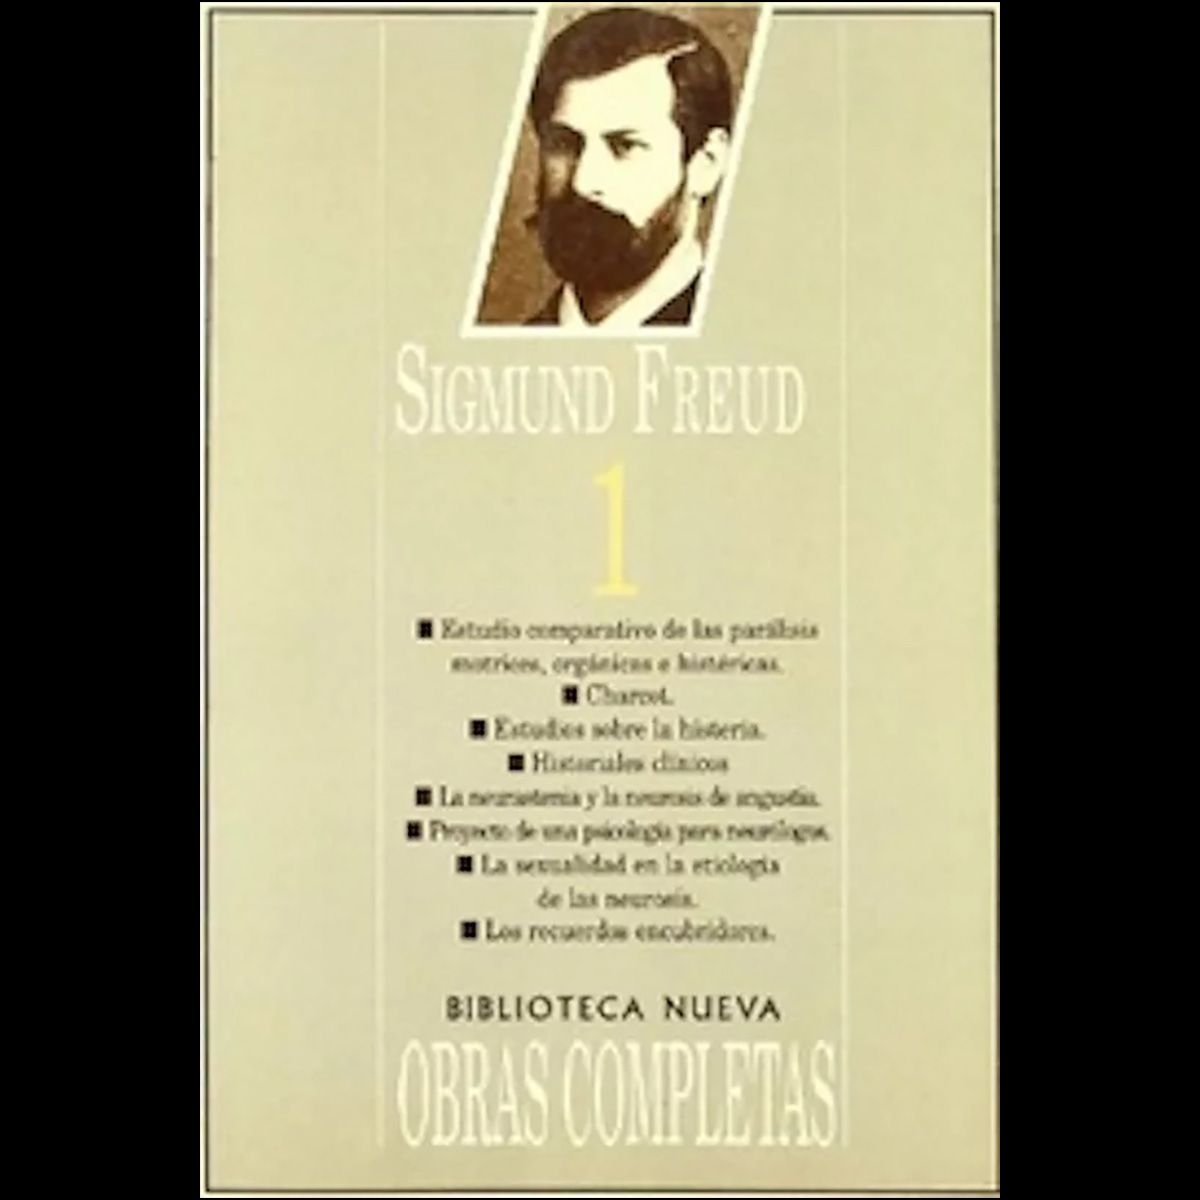 SIGMUND FREUD
1
■ Estudio comparativo de las parálisis
motrices, orgánicas e histéricas.
■ Charcot.
■ Estudios sobre la histeria.
■ Historiales clínicos
■ La neurastenia y la neurosis de angustia.
■ Proyecto de una psicología para neurólogos.
■ La sexualidad en la etiología
de las neurosis.
■ Los recuerdos encubridores.
BIBLIOTECA NUEVA
OBRAS COMPLETAS